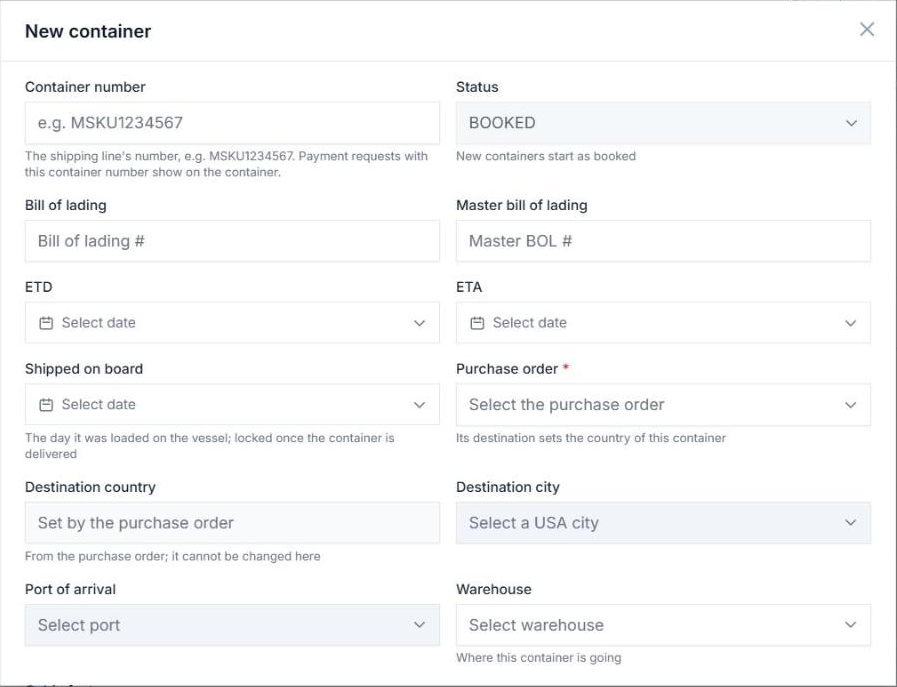 New container
Container number
Status
e.g. MSKU1234567
BOOKED
The shipping line's number, e.g. MSKU1234567. Payment requests with
this container number show on the container.
New containers start as booked
Bill of lading
Master bill of lading
Bill of lading #
Master BOL #
ETD
ETA
Select date
Select date
Shipped on board
Purchase order *
Select date
Select the purchase order
The day it was loaded on the vessel; locked once the container is
delivered
Its destination sets the country of this container
Destination country
Destination city
Set by the purchase order
Select a USA city
From the purchase order; it cannot be changed here
Port of arrival
Warehouse
Select port
Select warehouse
Where this container is going